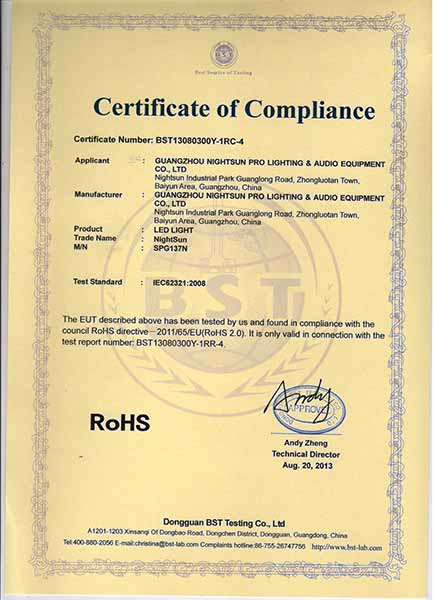 BST
Best Service of Testing
Certificate of Compliance
Certificate Number: BST13080300Y-1RC-4
Applicant : GUANGZHOU NIGHTSUN PRO LIGHTING & AUDIO EQUIPMENT
CO., LTD
Nightsun Industrial Park Guanglong Road, Zhongluotan Town,
Baiyun Area, Guangzhou, China
Manufacturer : GUANGZHOU NIGHTSUN PRO LIGHTING & AUDIO EQUIPMENT
CO., LTD
Nightsun Industrial Park Guanglong Road, Zhongluotan Town,
Baiyun Area, Guangzhou, China
Product : LED LIGHT
Trade Name : NightSun
M/N : SPG137N
Test Standard : IEC62321:2008
BST
The EUT described above has been tested by us and found in compliance with the
council RoHS directive－2011/65/EU(RoHS 2.0). It is only valid in connection with the
test report number: BST13080300Y-1RR-4.
RoHS
Andy
APPROVE
Andy Zheng
Technical Director
Aug. 20, 2013
Dongguan BST Testing Co., Ltd
A1201-1203 Xinsanqi Of Dongbao Road, Dongchen District, Dongguan, Guangdong, China
Tel:400-880-2056 E-mail:christina@bst-lab.com Complaints hotline:86-755-26747756 http://www.bst-lab.com